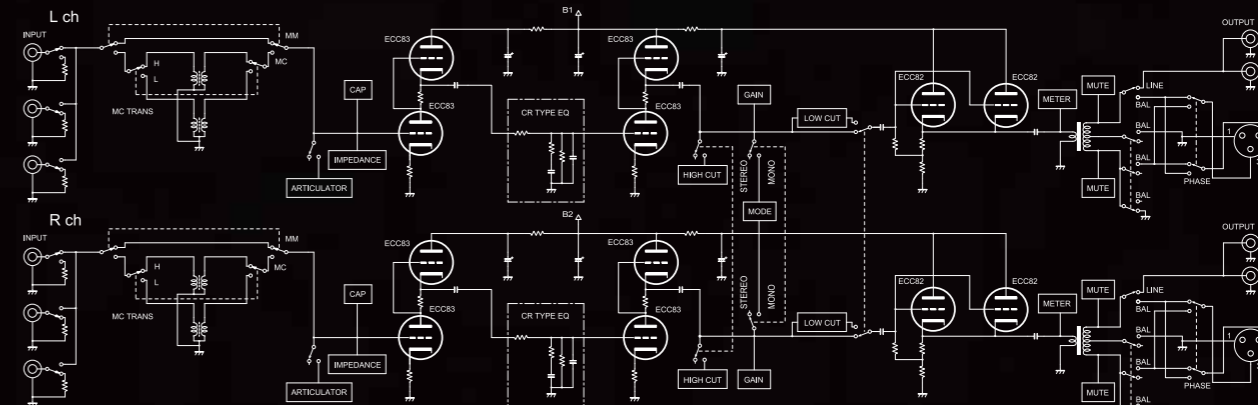 L ch
INPUT
MM
MC
H
L
MC TRANS
CAP
IMPEDANCE
ARTICULATOR
ECC83
ECC83
B1
CR TYPE EQ
ECC83
ECC83
HIGH CUT
GAIN
STEREO
MONO
MODE
LOW CUT
ECC82
ECC82
METER
MUTE
MUTE
LINE
BAL
BAL
BAL
BAL
PHASE
OUTPUT
1
R ch
INPUT
MM
MC
H
L
MC TRANS
CAP
IMPEDANCE
ARTICULATOR
ECC83
ECC83
B2
CR TYPE EQ
ECC83
ECC83
HIGH CUT
GAIN
STEREO
MONO
LOW CUT
ECC82
ECC82
METER
MUTE
MUTE
LINE
BAL
BAL
BAL
BAL
PHASE
OUTPUT
1